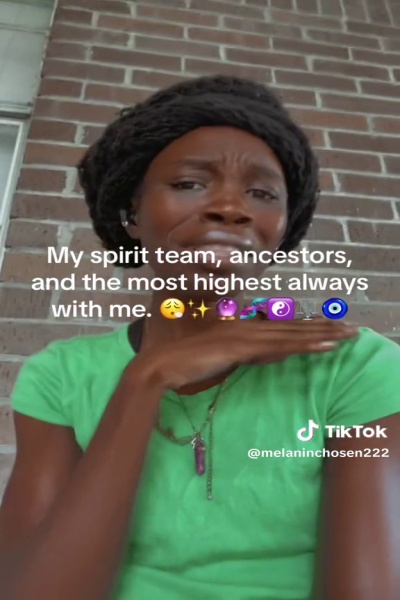 My spirit team, ancestors,
and the most highest always
with me. 😮‍💨✨🔮🧬☯️🧿
TikTok
@melaninchosen222